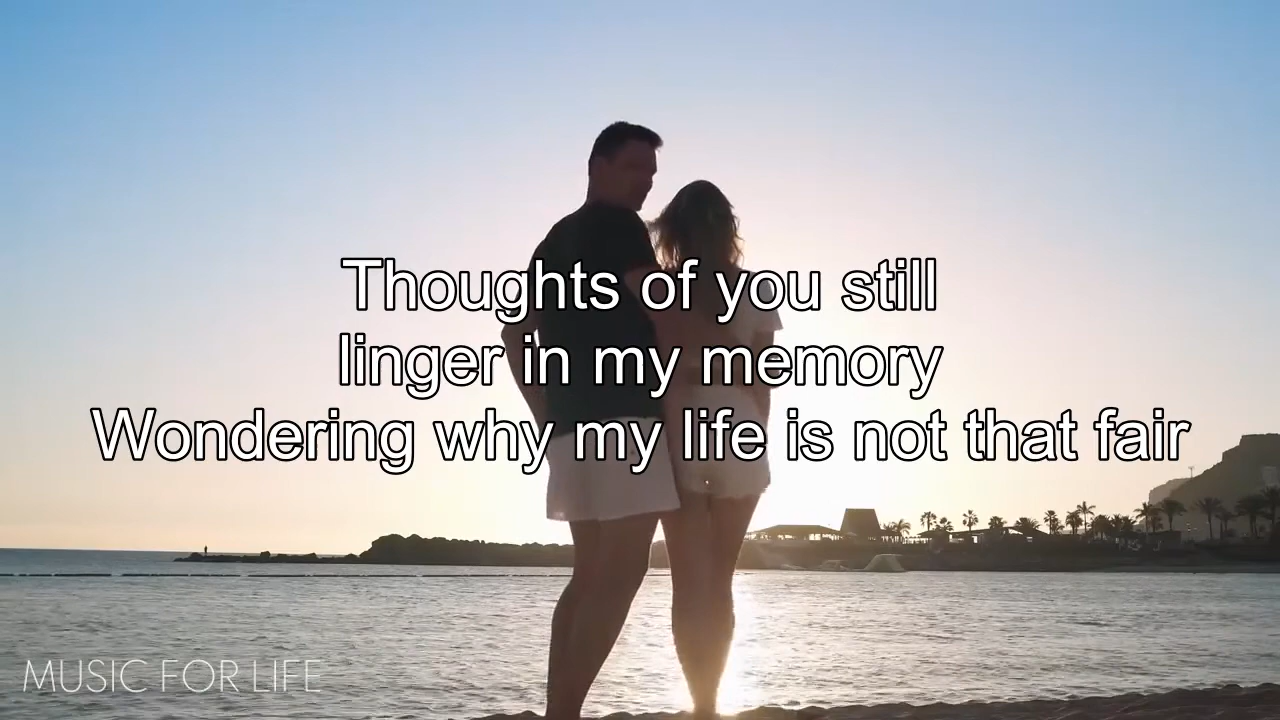 Thoughts of you still
linger in my memory
Wondering why my life is not that fair
MUSIC FOR LIFE